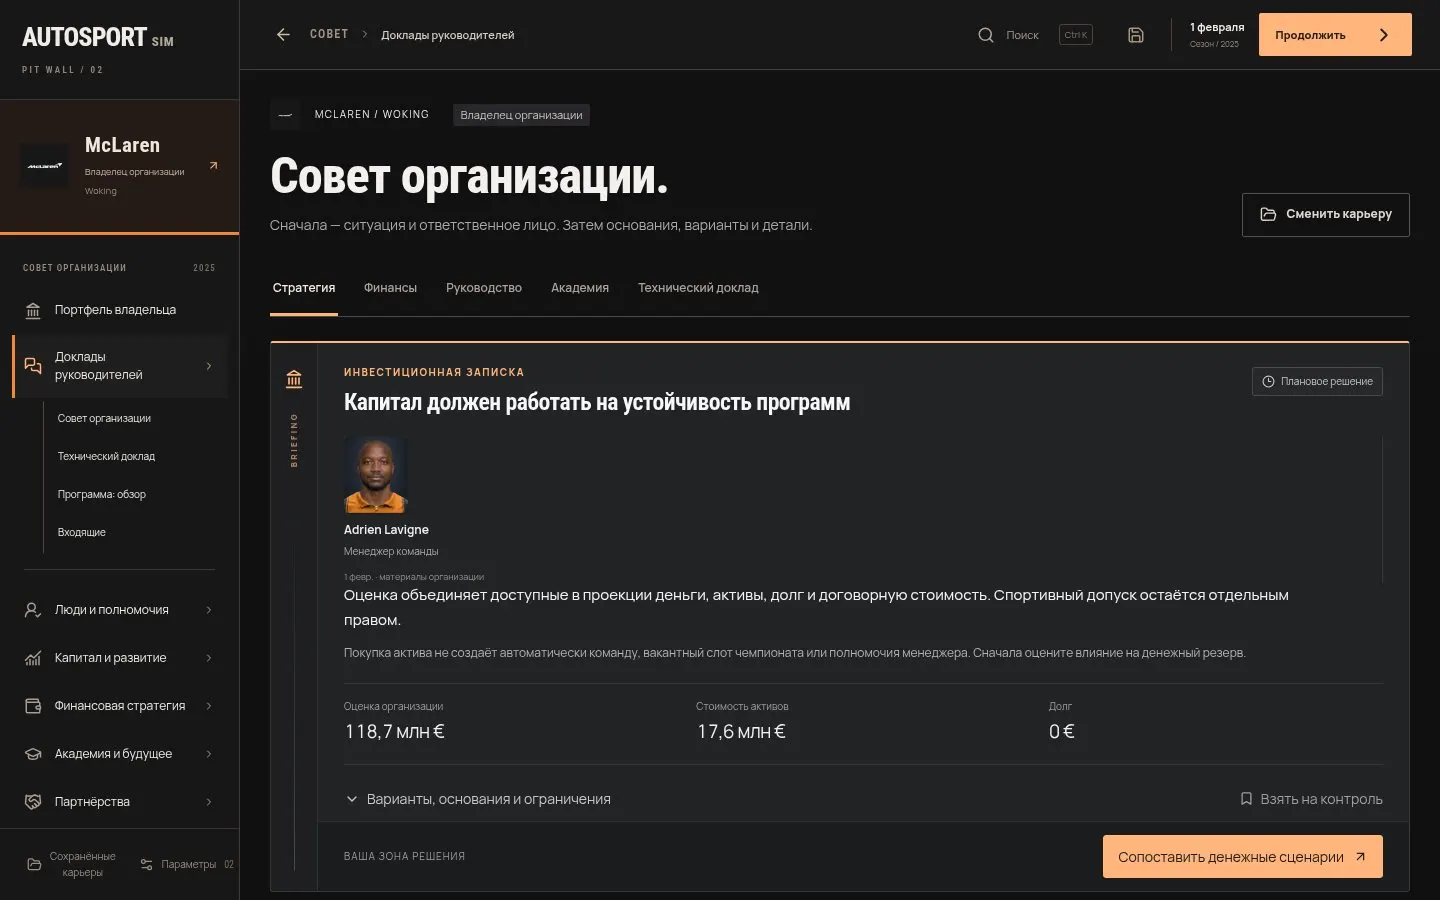 AUTOSPORT SIM
PIT WALL / 02
McLaren
McLaren
Владелец организации
Woking
СОВЕТ ОРГАНИЗАЦИИ 2025
Портфель владельца
Доклады
руководителей
Совет организации
Технический доклад
Программа: обзор
Входящие
Люди и полномочия
Капитал и развитие
Финансовая стратегия
Академия и будущее
Партнёрства
Сохранённые
карьеры
Параметры 02
СОВЕТ
Доклады руководителей
Поиск Ctrl K
1 февраля
Сезон / 2025
Продолжить
MCLAREN / WOKING
Владелец организации
Совет организации.
Сначала — ситуация и ответственное лицо. Затем основания, варианты и детали.
Сменить карьеру
Стратегия Финансы Руководство Академия Технический доклад
BRIEFING
ИНВЕСТИЦИОННАЯ ЗАПИСКА
Капитал должен работать на устойчивость программ
Плановое решение
Adrien Lavigne
Менеджер команды
1 февр. · материалы организации
Оценка объединяет доступные в проекции деньги, активы, долг и договорную стоимость. Спортивный допуск остаётся отдельным
правом.
Покупка актива не создаёт автоматически команду, вакантный слот чемпионата или полномочия менеджера. Сначала оцените влияние на денежный резерв.
Оценка организации Стоимость активов Долг
118,7 млн € 17,6 млн € 0 €
Варианты, основания и ограничения
Взять на контроль
ВАША ЗОНА РЕШЕНИЯ
Сопоставить денежные сценарии